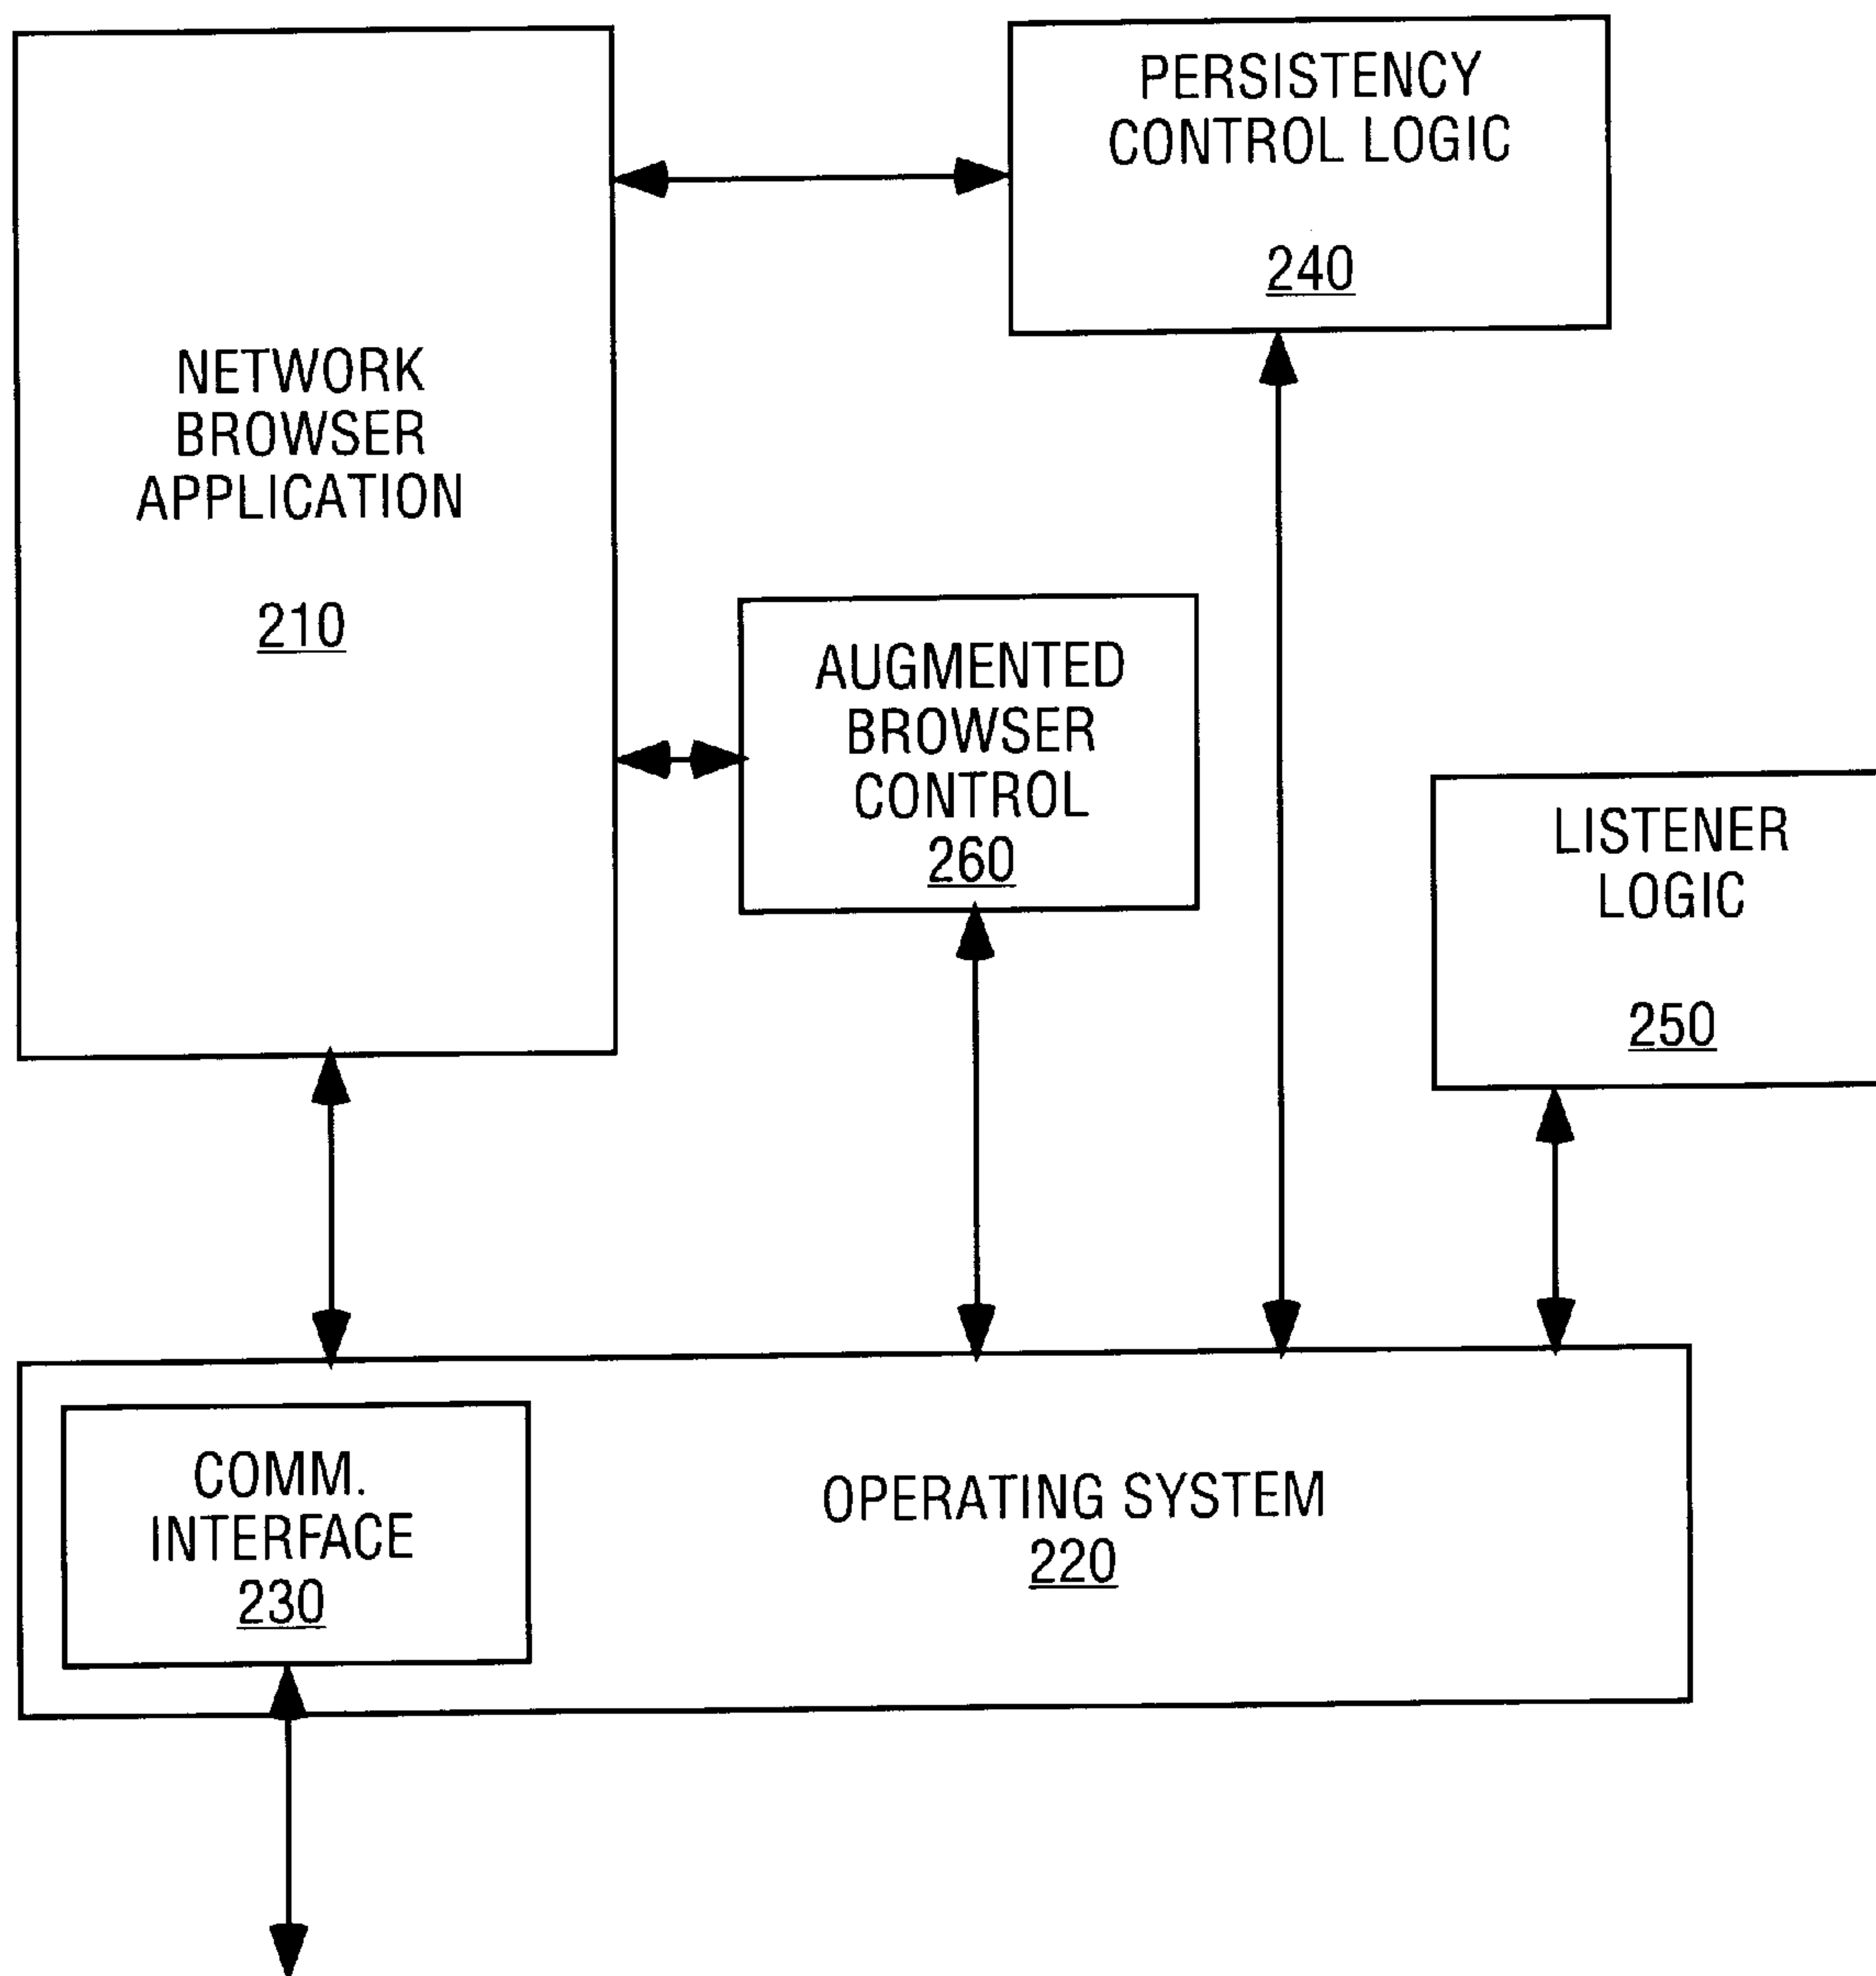 PERSISTENCY
CONTROL LOGIC
240
NETWORK
BROWSER
APPLICATION
210
AUGMENTED
BROWSER
CONTROL
260
LISTENER
LOGIC
250
COMM.
INTERFACE
230
OPERATING SYSTEM
220